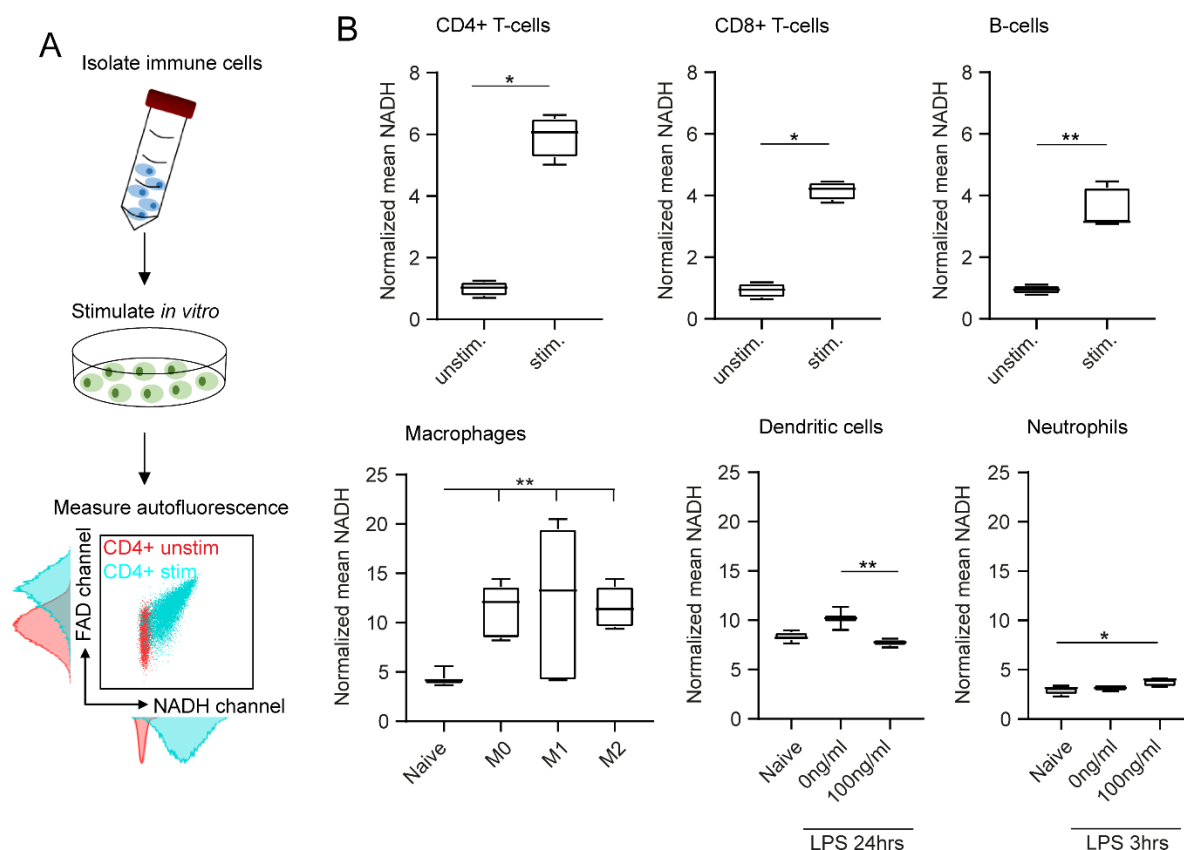 A
Isolate immune cells
Stimulate in vitro
Measure autofluorescence
FAD channel
CD4+ unstim
CD4+ stim
NADH channel
B
CD4+ T-cells
Normalized mean NADH
8
6
4
2
0
*
unstim.
stim.
CD8+ T-cells
Normalized mean NADH
8
6
4
2
0
*
unstim.
stim.
B-cells
Normalized mean NADH
8
6
4
2
0
**
unstim.
stim.
Macrophages
Normalized mean NADH
25
20
15
10
5
0
**
Naive
M0
M1
M2
Dendritic cells
Normalized mean NADH
25
20
15
10
5
0
**
Naive
0ng/ml
100ng/ml
LPS 24hrs
Neutrophils
Normalized mean NADH
25
20
15
10
5
0
*
Naive
0ng/ml
100ng/ml
LPS 3hrs